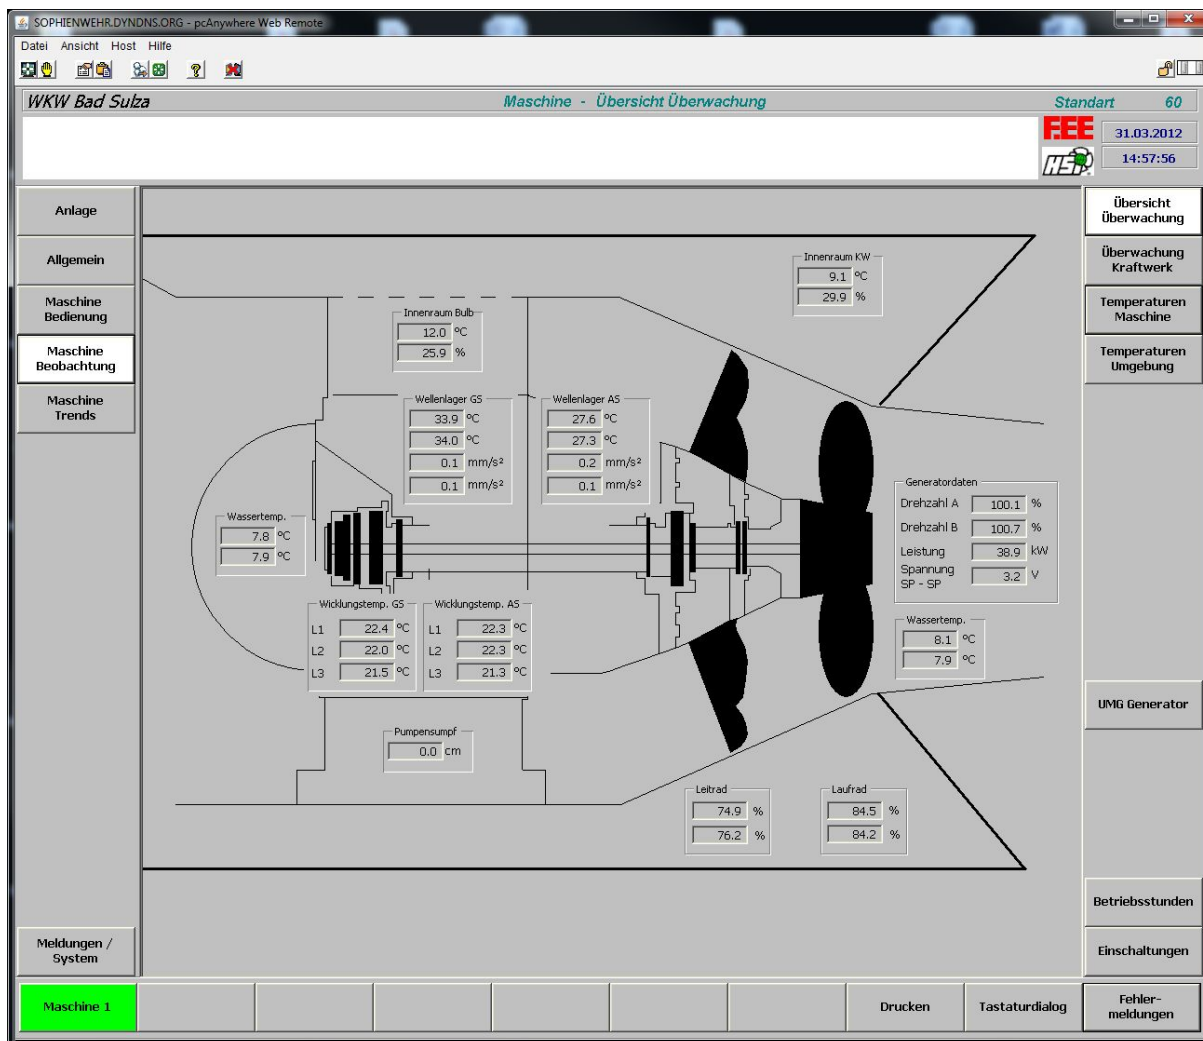 SOPHIENWEHR.DYNDNS.ORG - pcAnywhere Web Remote
Datei Ansicht Host Hilfe
WKW Bad Sulza
Maschine - Übersicht Überwachung
Standart 60
F.EE
31.03.2012
HSI
14:57:56
Anlage
Allgemein
Maschine
Bedienung
Maschine
Beobachtung
Maschine
Trends
Meldungen /
System
Innenraum Bulb
12.0 °C
25.9 %
Innenraum KW
9.1 °C
29.9 %
Wellenlager GS
33.9 °C
34.0 °C
0.1 mm/s²
0.1 mm/s²
Wellenlager AS
27.6 °C
27.3 °C
0.2 mm/s²
0.1 mm/s²
Wassertemp.
7.8 °C
7.9 °C
Generatordaten
Drehzahl A 100.1 %
Drehzahl B 100.7 %
Leistung 38.9 kW
Spannung
SP - SP 3.2 V
Wicklungstemp. GS
L1 22.4 °C
L2 22.0 °C
L3 21.5 °C
Wicklungstemp. AS
L1 22.3 °C
L2 22.3 °C
L3 21.3 °C
Wassertemp.
8.1 °C
7.9 °C
Pumpensumpf
0.0 cm
Leitrad
74.9 %
76.2 %
Laufrad
84.5 %
84.2 %
Übersicht
Überwachung
Überwachung
Kraftwerk
Temperaturen
Maschine
Temperaturen
Umgebung
UMG Generator
Betriebsstunden
Einschaltungen
Maschine 1
Drucken
Tastaturdialog
Fehler-
meldungen